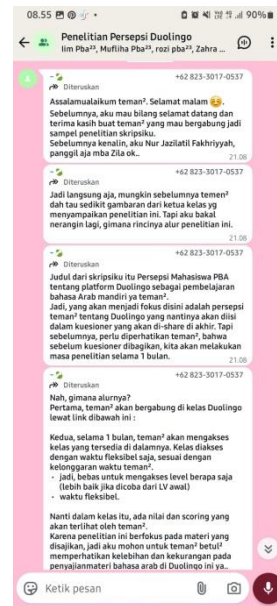 08.55
90%
Penelitian Persepsi Duolingo
Iim Pba²³, Mufliha Pba²³, rozi pba²³, Zahra ...
+62 823-3017-0537
Diteruskan
Assalamualaikum teman². Selamat malam 😊.
Sebelumnya, aku mau bilang selamat datang dan
terima kasih buat teman² yang mau bergabung jadi
sampel penelitian skripsiku.
Sebelumnya kenalin, aku Nur Jazilatil Fakhriyyah,
panggil aja mba Zila ok..
21.08
+62 823-3017-0537
Diteruskan
Jadi langsung aja, mungkin sebelumnya temen²
dah tau sedikit gambaran dari ketua kelas yg
menyampaikan penelitian ini. Tapi aku bakal
nerangin lagi, gimana rincinya alur penelitian ini.
21.08
+62 823-3017-0537
Diteruskan
Judul dari skripsiku itu Persepsi Mahasiswa PBA
tentang platform Duolingo sebagai pembelajaran
bahasa Arab mandiri ya teman².
Jadi, yang akan menjadi fokus disini adalah persepsi
teman² tentang Duolingo yang nantinya akan diisi
dalam kuesioner yang akan di-share di akhir. Tapi
sebelumnya, perlu diperhatikan teman², bahwa
sebelum kuesioner dibagikan, kita akan melakukan
masa penelitian selama 1 bulan.
21.08
+62 823-3017-0537
Diteruskan
Nah, gimana alurnya?
Pertama, teman² akan bergabung di kelas Duolingo
lewat link dibawah ini :
Kedua, selama 1 bulan, teman² akan mengakses
kelas yang tersedia di dalamnya. Kelas diakses
dengan waktu fleksibel saja, sesuai dengan
kelonggaran waktu teman².
- jadi, bebas untuk mengakses level berapa saja
(lebih baik jika dicoba dari LV awal)
- waktu fleksibel.
Nanti dalam kelas itu, ada nilai dan scoring yang
akan terlihat oleh teman².
Karena penelitian ini berfokus pada materi yang
disajikan, jadi aku mohon untuk teman² betul²
memperhatikan kelebihan dan kekurangan pada
penyajianmateri bahasa arab di Duolingo ini ya..
Ketik pesan